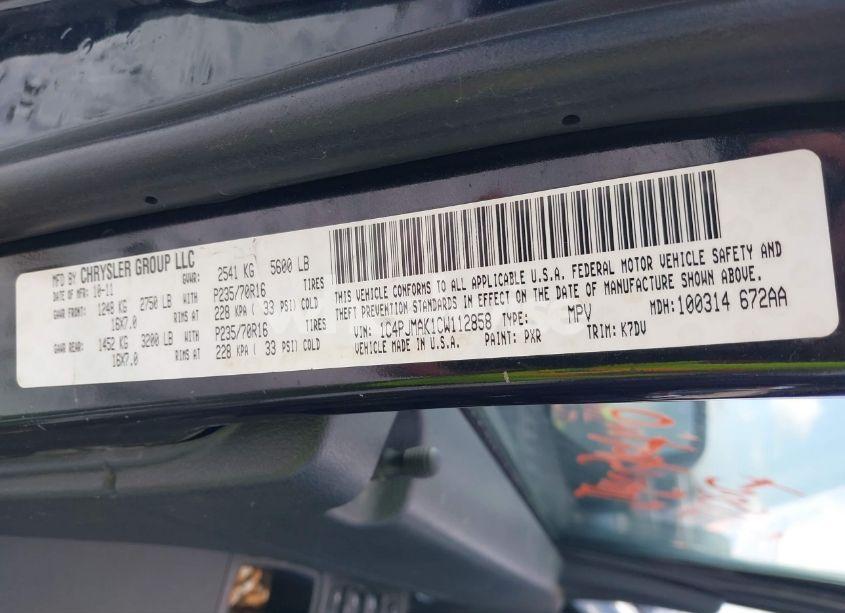 MFD BY CHRYSLER GROUP LLC
DATE OF MFR: 10-11 GVWR: 2541 KG 5600 LB
GAWR FRONT: 1248 KG 2750 LB WITH P235/70R16 TIRES
16X7.0 RIMS AT 228 KPA ( 33 PSI) COLD
GAWR REAR: 1452 KG 3200 LB WITH P235/70R16 TIRES
16X7.0 RIMS AT 228 KPA ( 33 PSI) COLD
THIS VEHICLE CONFORMS TO ALL APPLICABLE U.S.A. FEDERAL MOTOR VEHICLE SAFETY AND
THEFT PREVENTION STANDARDS IN EFFECT ON THE DATE OF MANUFACTURE SHOWN ABOVE.
VIN: 1C4PJMAK1CW112858 TYPE: MPV MDH:100314 672AA
VEHICLE MADE IN U.S.A. PAINT: PXR TRIM: K7DV